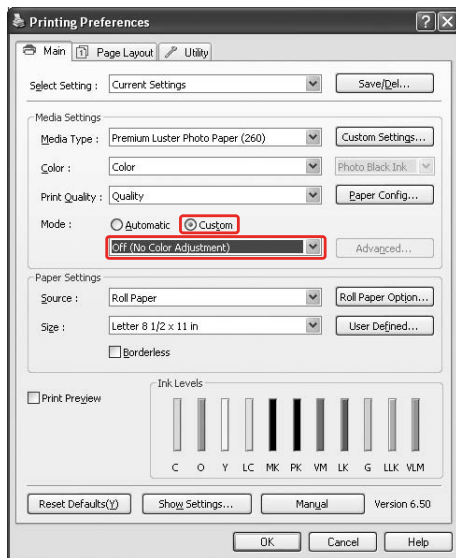 Printing Preferences
Main Page Layout Utility
Select Setting : Current Settings Save/Del...
Media Settings
Media Type : Premium Luster Photo Paper (260) Custom Settings...
Color : Color Photo Black Ink
Print Quality : Quality Paper Config...
Mode : Automatic Custom
Off (No Color Adjustment) Advanced...
Paper Settings
Source : Roll Paper Roll Paper Option...
Size : Letter 8 1/2 x 11 in User Defined...
Borderless
Print Preview Ink Levels
C O Y LC MK PK VM LK G LLK VLM
Reset Defaults(Y) Show Settings... Manual Version 6.50
OK Cancel Help